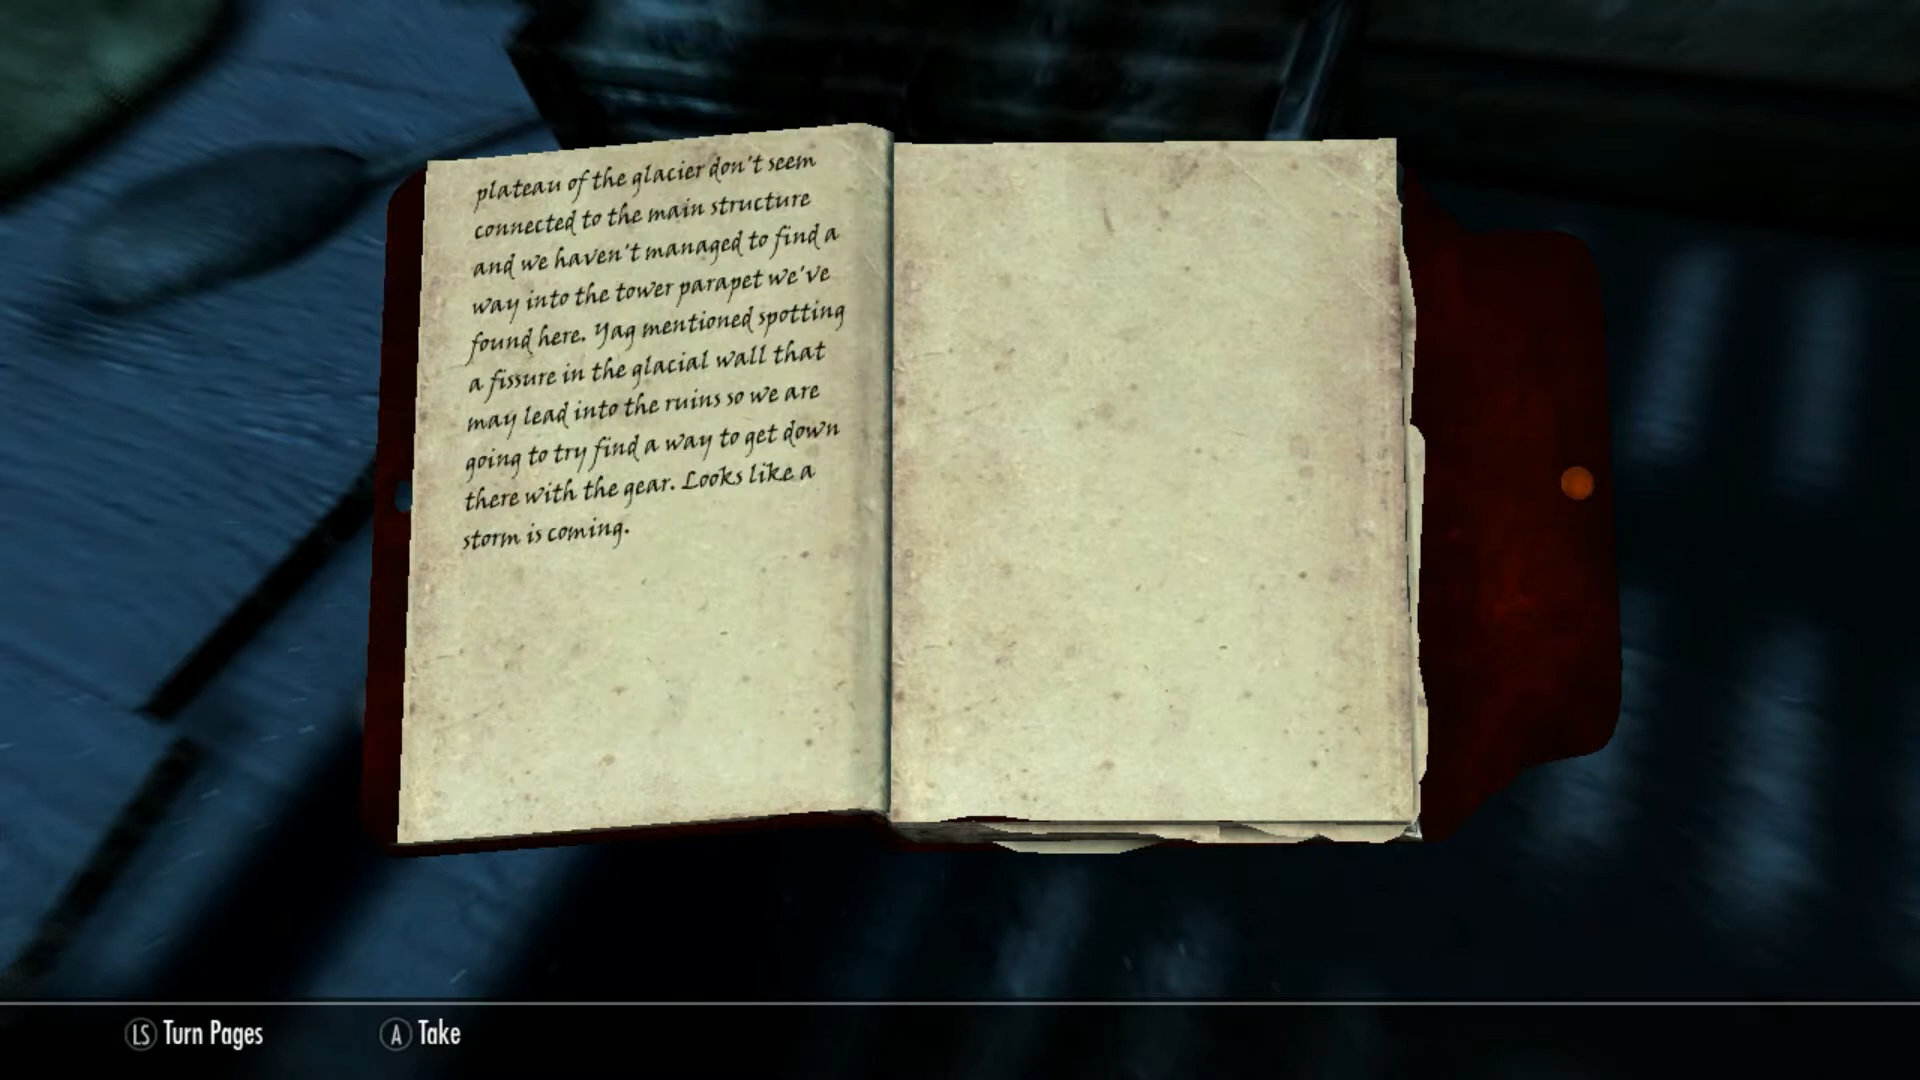 plateau of the glacier don't seem
connected to the main structure
and we haven't managed to find a
way into the tower parapet we've
found here. Yag mentioned spotting
a fissure in the glacial wall that
may lead into the ruins so we are
going to try find a way to get down
there with the gear. Looks like a
storm is coming.
LS Turn Pages
A Take